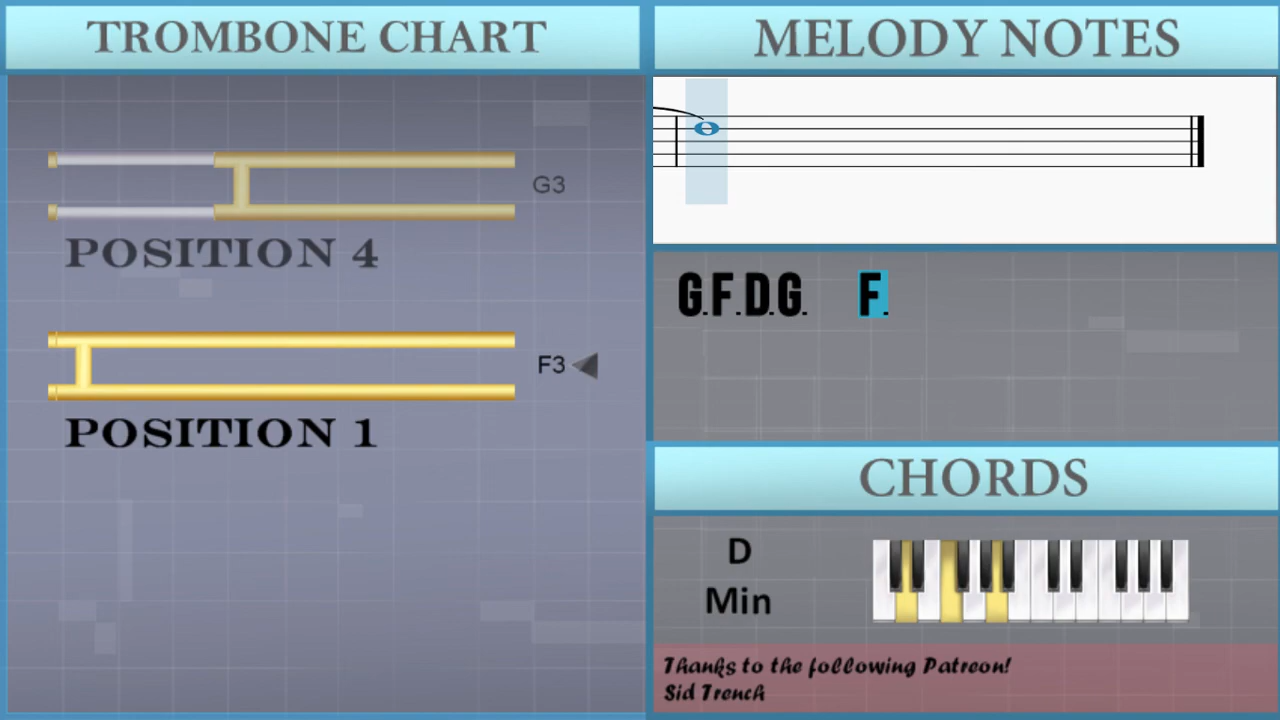 TROMBONE CHART
G3
POSITION 4
F3
POSITION 1
MELODY NOTES
G.F.D.G. F.
CHORDS
D
Min
Thanks to the following Patreon!
Sid Trench